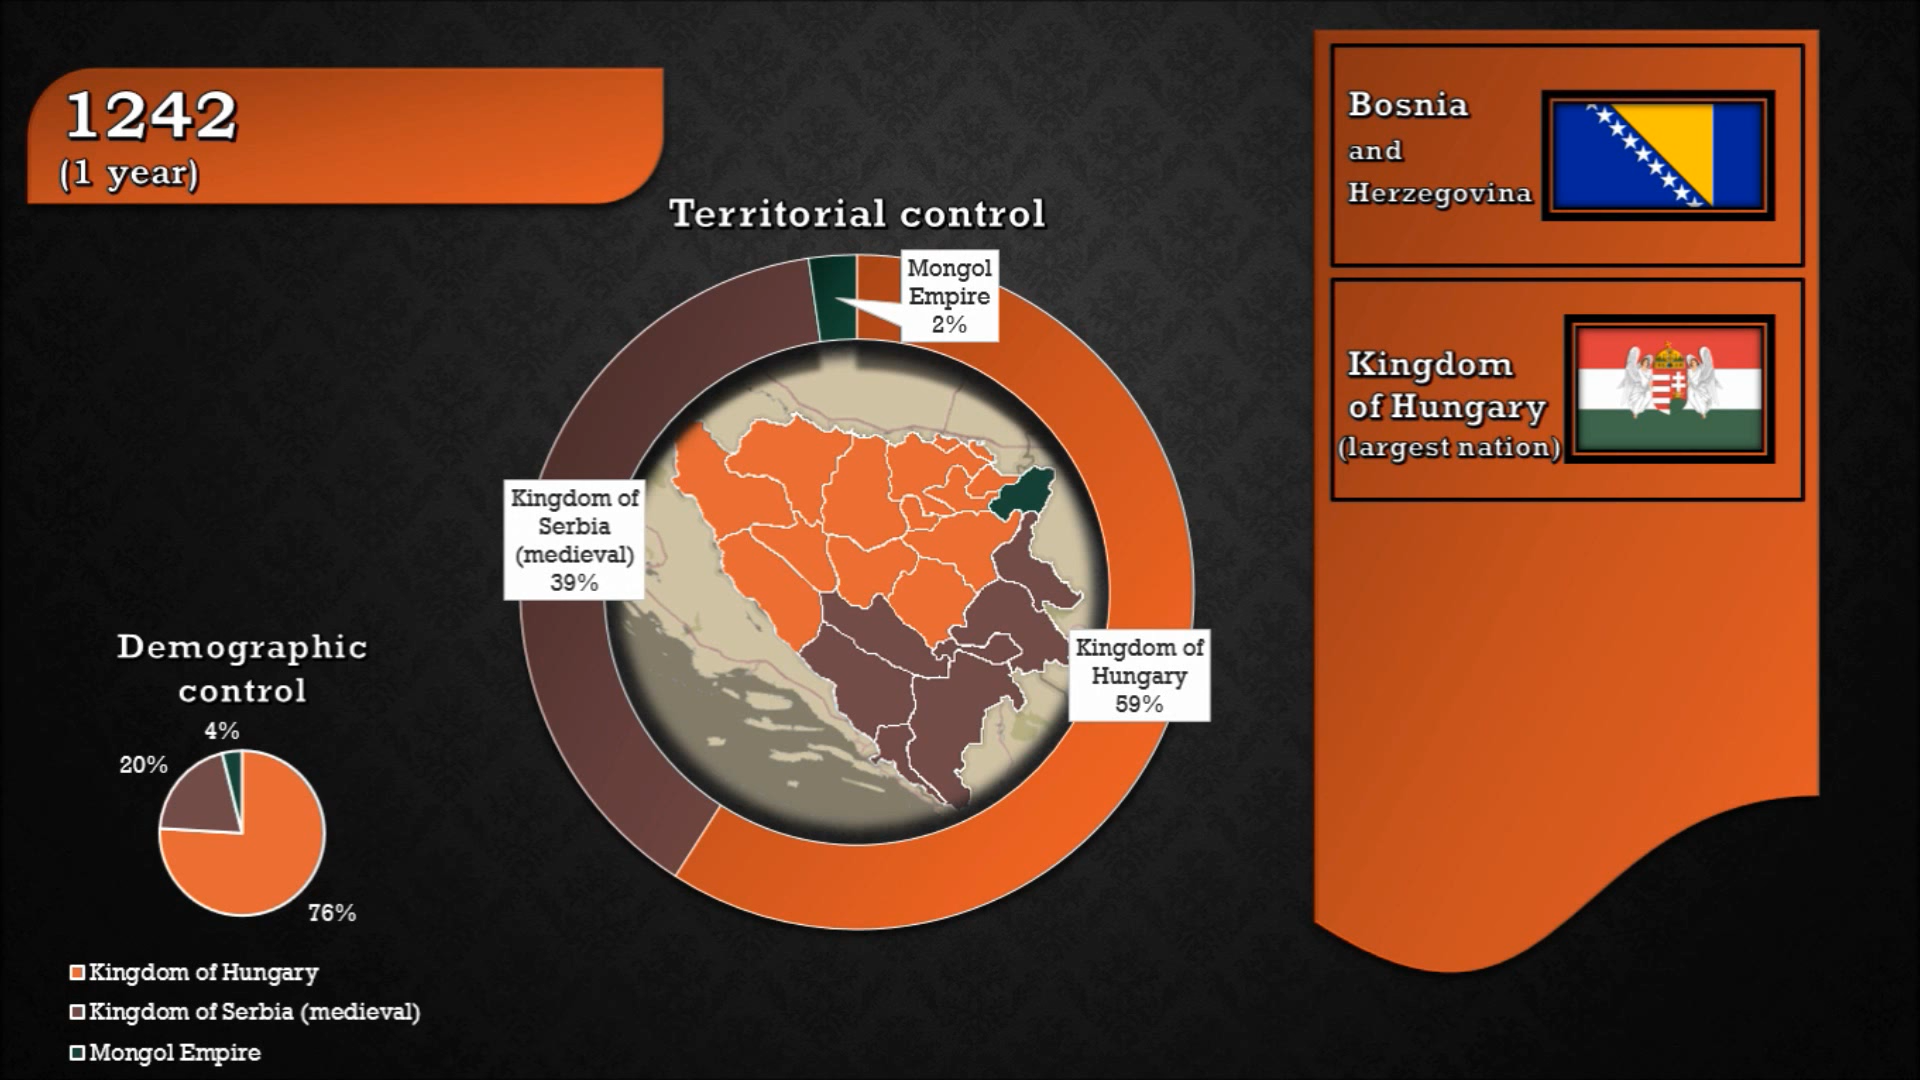 1242
(1 year)
Territorial control
Mongol
Empire
2%
Kingdom of
Serbia
(medieval)
39%
Kingdom of
Hungary
59%
Demographic
control
4%
20%
76%
Kingdom of Hungary
Kingdom of Serbia (medieval)
Mongol Empire
Bosnia
and
Herzegovina
Kingdom
of Hungary
(largest nation)